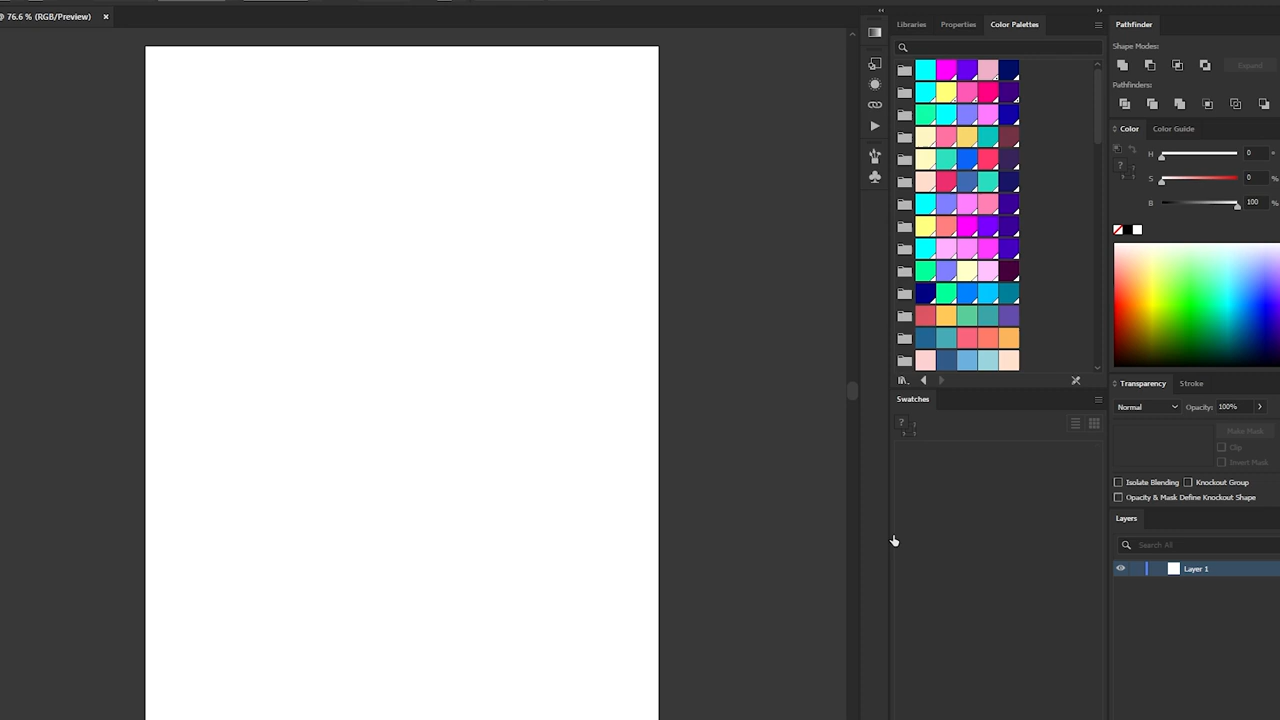 @ 76.6 % (RGB/Preview) ×
Libraries Properties Color Palettes
Pathfinder
Shape Modes:
Expand
Pathfinders:
Color Color Guide
H 0 °
S 0 %
B 100 %
Transparency Stroke
Normal Opacity: 100%
Make Mask
Clip
Invert Mask
Isolate Blending Knockout Group
Opacity & Mask Define Knockout Shape
Swatches
?
Layers
Search All
Layer 1